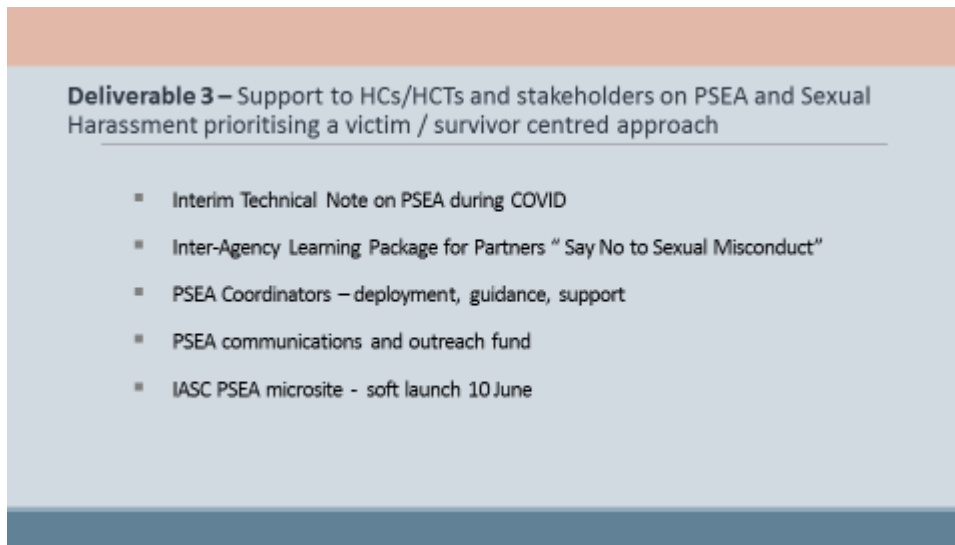 Deliverable 3 – Support to HCs/HCTs and stakeholders on PSEA and Sexual
Harassment prioritising a victim / survivor centred approach
▪ Interim Technical Note on PSEA during COVID
▪ Inter-Agency Learning Package for Partners “ Say No to Sexual Misconduct”
▪ PSEA Coordinators – deployment, guidance, support
▪ PSEA communications and outreach fund
▪ IASC PSEA microsite - soft launch 10 June